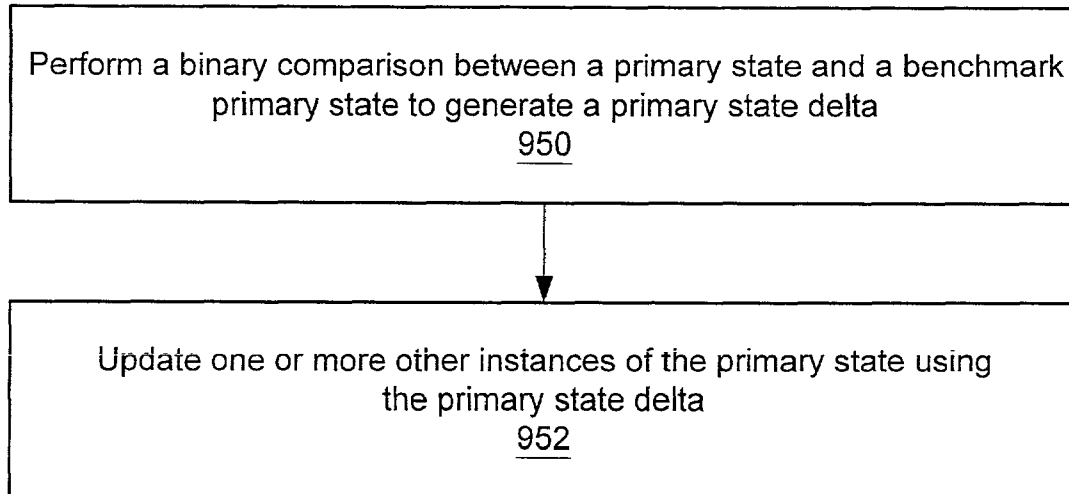 Perform a binary comparison between a primary state and a benchmark
primary state to generate a primary state delta
950
Update one or more other instances of the primary state using
the primary state delta
952